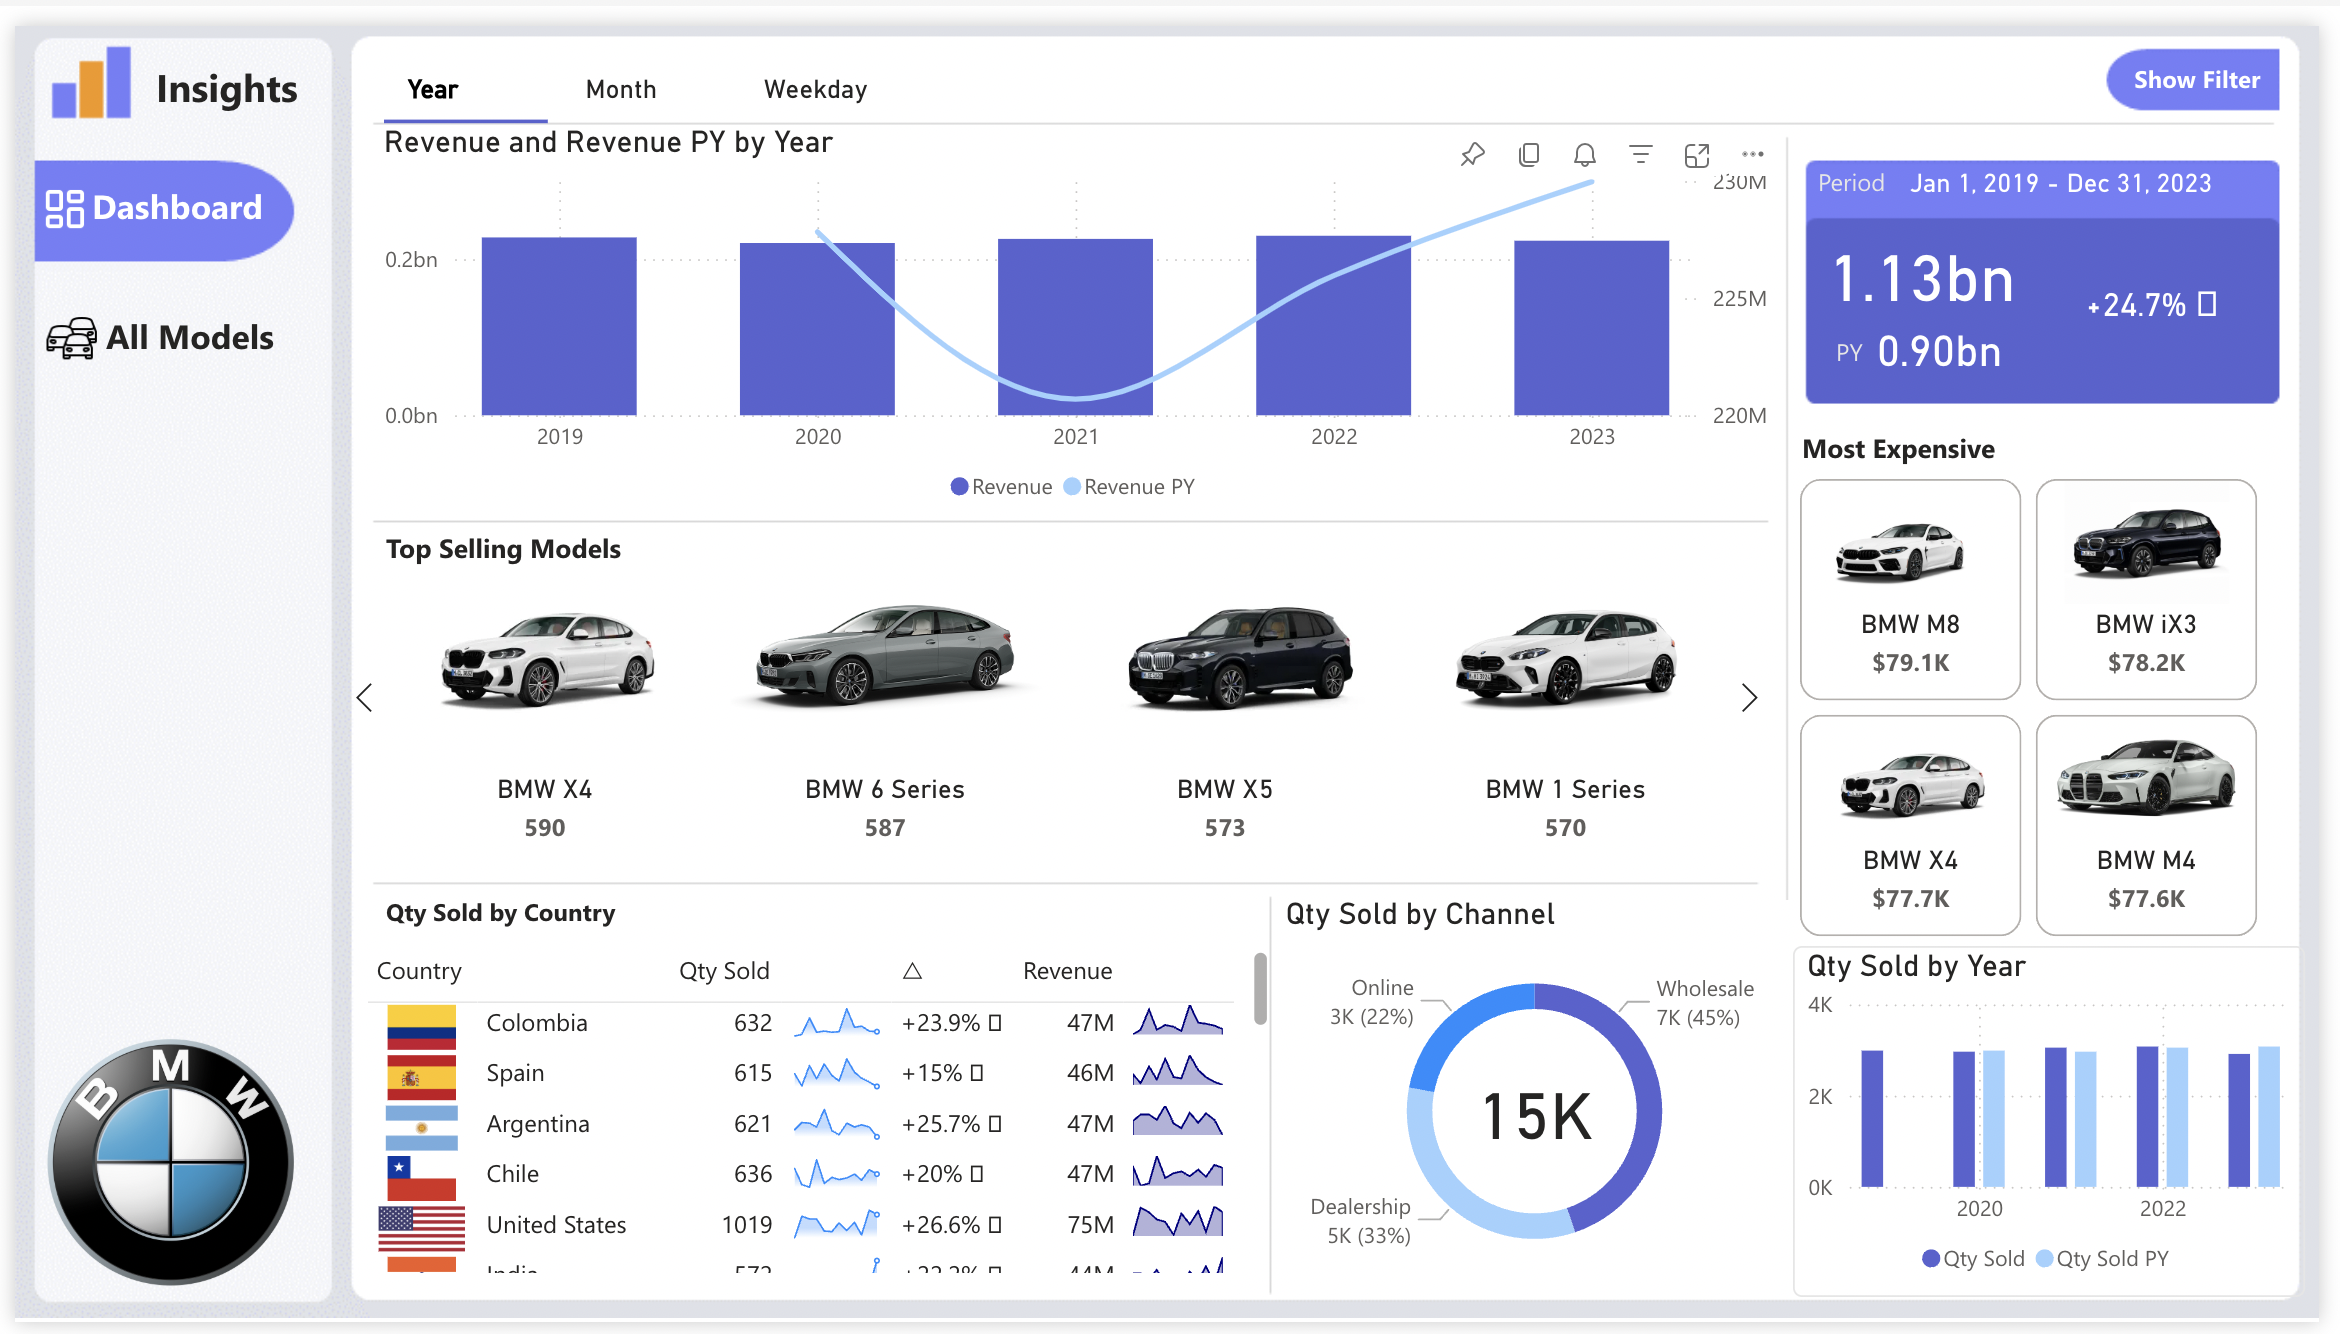 Insights
Dashboard
All Models
B M W
Year Month Weekday
Show Filter
Revenue and Revenue PY by Year
230M
0.2bn
225M
0.0bn
220M
2019 2020 2021 2022 2023
Revenue Revenue PY
Period Jan 1, 2019 - Dec 31, 2023
1.13bn
+24.7%
PY 0.90bn
Most Expensive
BMW M8
$79.1K
BMW iX3
$78.2K
BMW X4
$77.7K
BMW M4
$77.6K
Top Selling Models
BMW X4
590
BMW 6 Series
587
BMW X5
573
BMW 1 Series
570
Qty Sold by Country
Country Qty Sold △ Revenue
Colombia 632 +23.9% 47M
Spain 615 +15% 46M
Argentina 621 +25.7% 47M
Chile 636 +20% 47M
United States 1019 +26.6% 75M
India 572 44M
Qty Sold by Channel
Online
3K (22%)
Wholesale
7K (45%)
15K
Dealership
5K (33%)
Qty Sold by Year
4K
2K
0K
2020 2022
Qty Sold Qty Sold PY